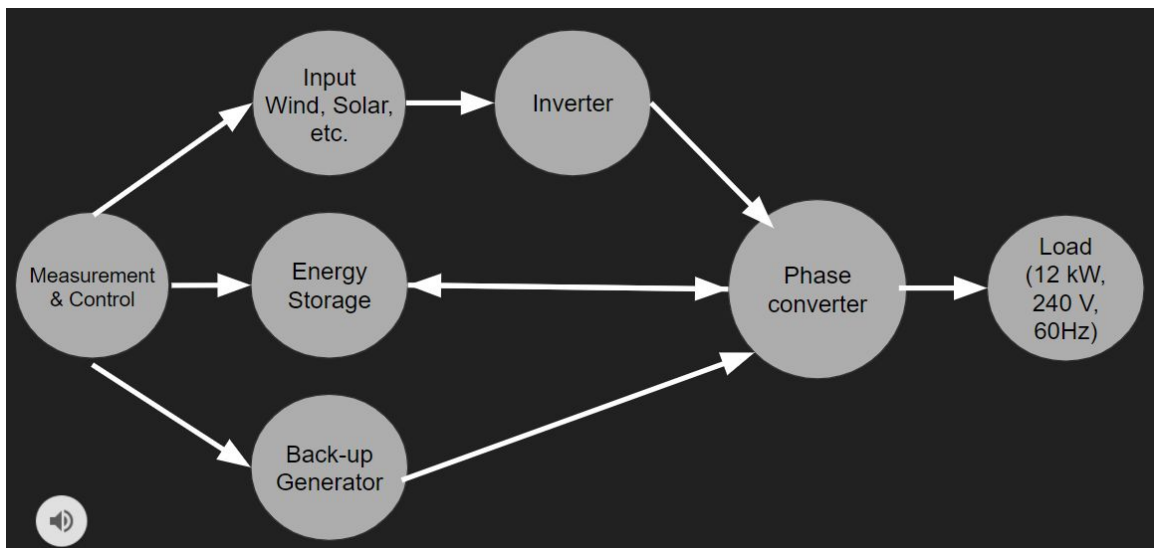 Input
Wind, Solar,
etc.
Inverter
Measurement
& Control
Energy
Storage
Phase
converter
Load
(12 kW,
240 V,
60Hz)
Back-up
Generator